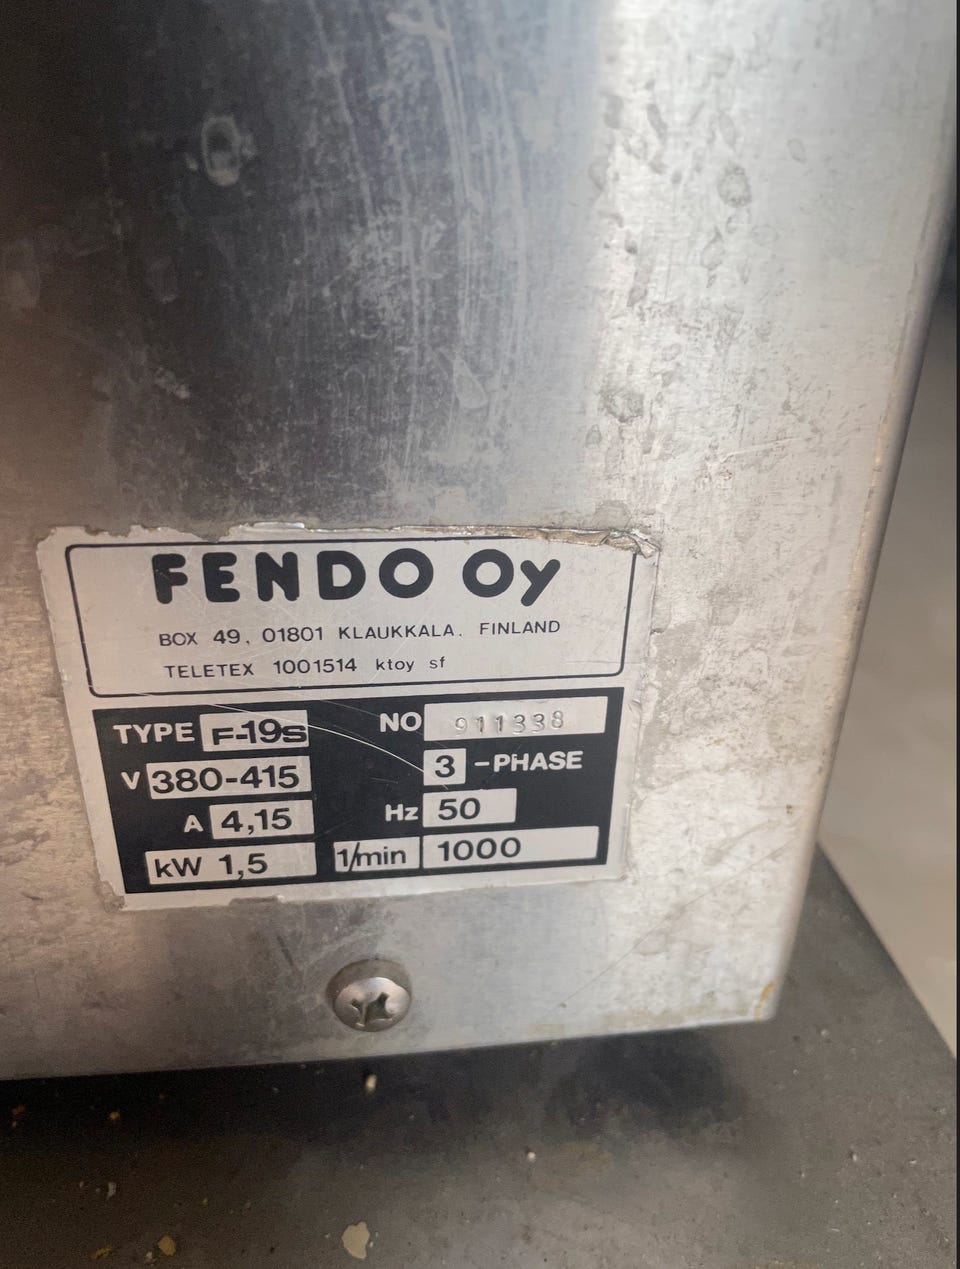 FENDO Oy
BOX 49, 01801 KLAUKKALA. FINLAND
TELETEX 1001514 ktoy sf
TYPE F-19S NO 911338
V 380-415 3 -PHASE
A 4,15 Hz 50
kW 1,5 1/min 1000